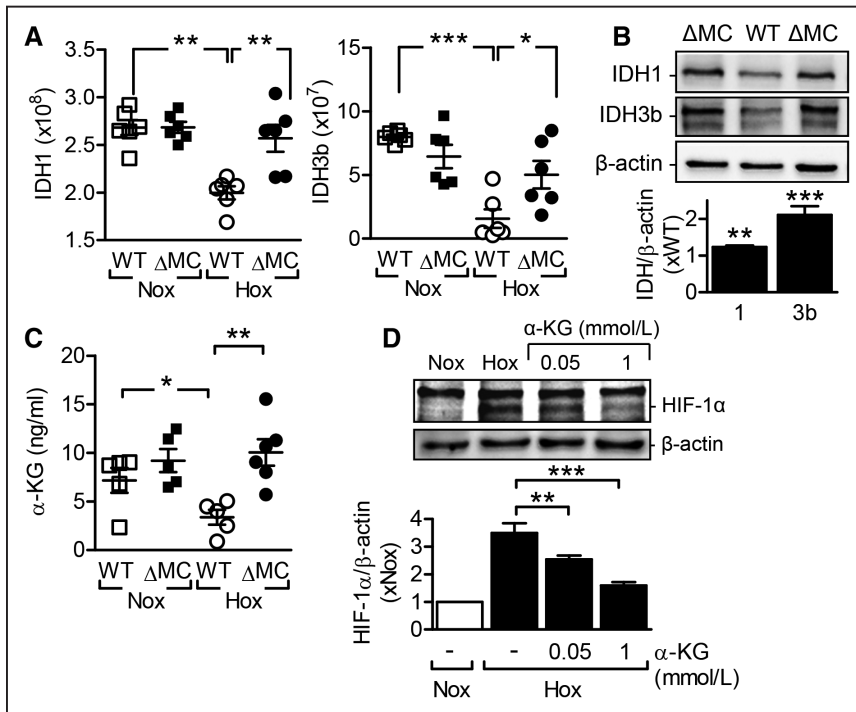 A
IDH1 (x10⁸)
3.5
3.0
2.5
2.0
1.5
** **
WT ΔMC WT ΔMC
Nox Hox
IDH3b (x10⁷)
15
10
5
0
*** *
WT ΔMC WT ΔMC
Nox Hox
B
ΔMC WT ΔMC
IDH1
IDH3b
β-actin
IDH/β-actin
(xWT)
2
1
0
** ***
1 3b
C
α-KG (ng/ml)
20
15
10
5
0
* **
WT ΔMC WT ΔMC
Nox Hox
D
α-KG (mmol/L)
Nox Hox 0.05 1
HIF-1α
β-actin
HIF-1α/β-actin
(xNox)
4
3
2
1
0
***
**
- - 0.05 1 α-KG
(mmol/L)
Nox Hox